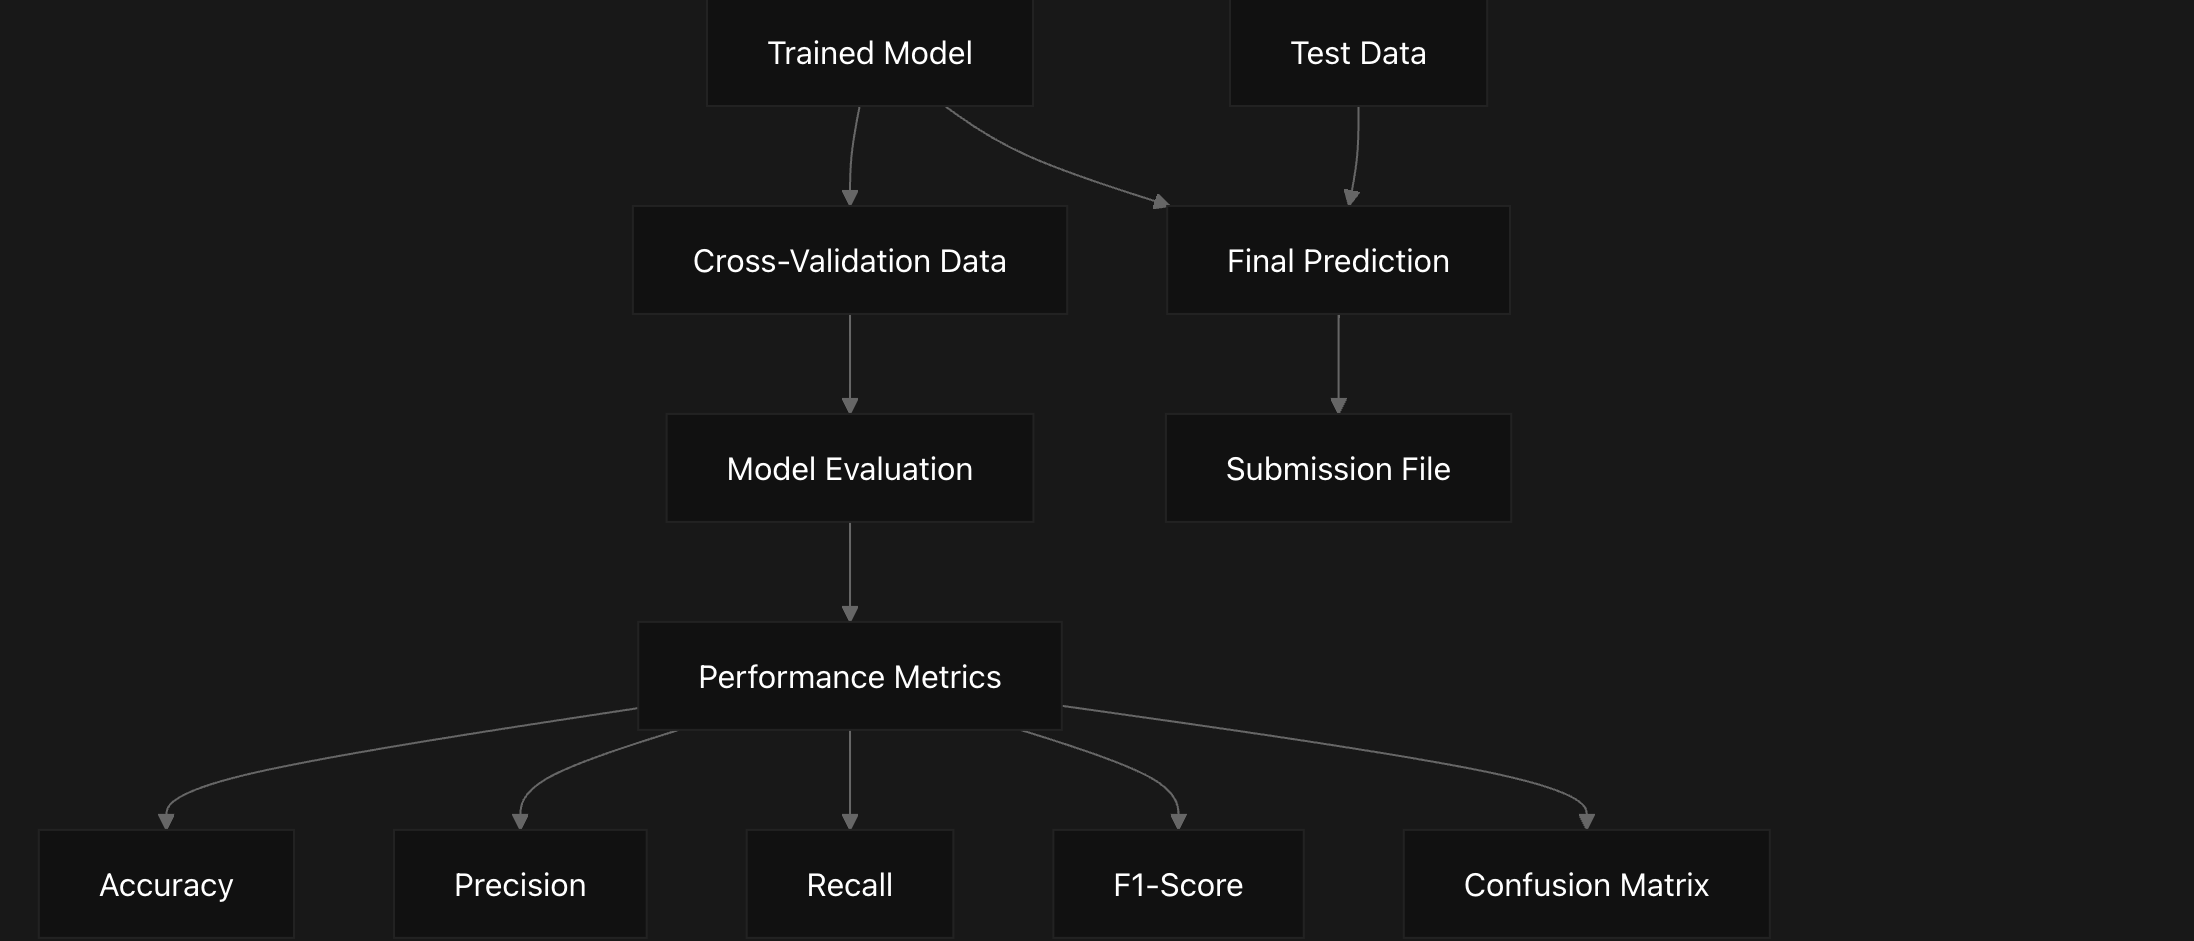 Trained Model
Test Data
Cross-Validation Data
Final Prediction
Model Evaluation
Submission File
Performance Metrics
Accuracy
Precision
Recall
F1-Score
Confusion Matrix